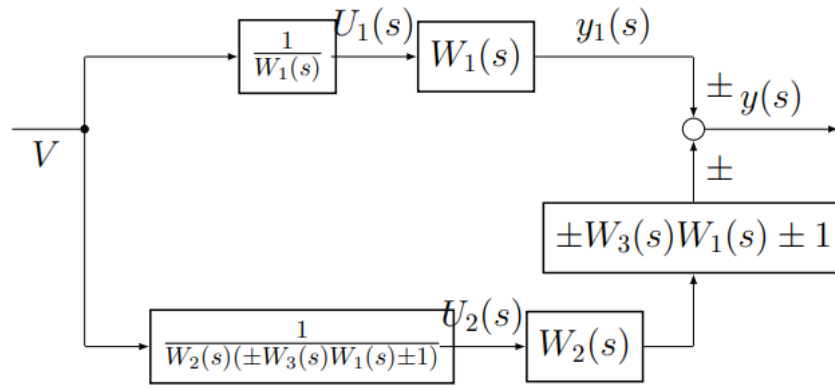 U₁(s) y₁(s)
1/W₁(s) W₁(s)
± y(s)
V
±
±W₃(s)W₁(s) ± 1
U₂(s)
1/W₂(s)(±W₃(s)W₁(s)±1) W₂(s)